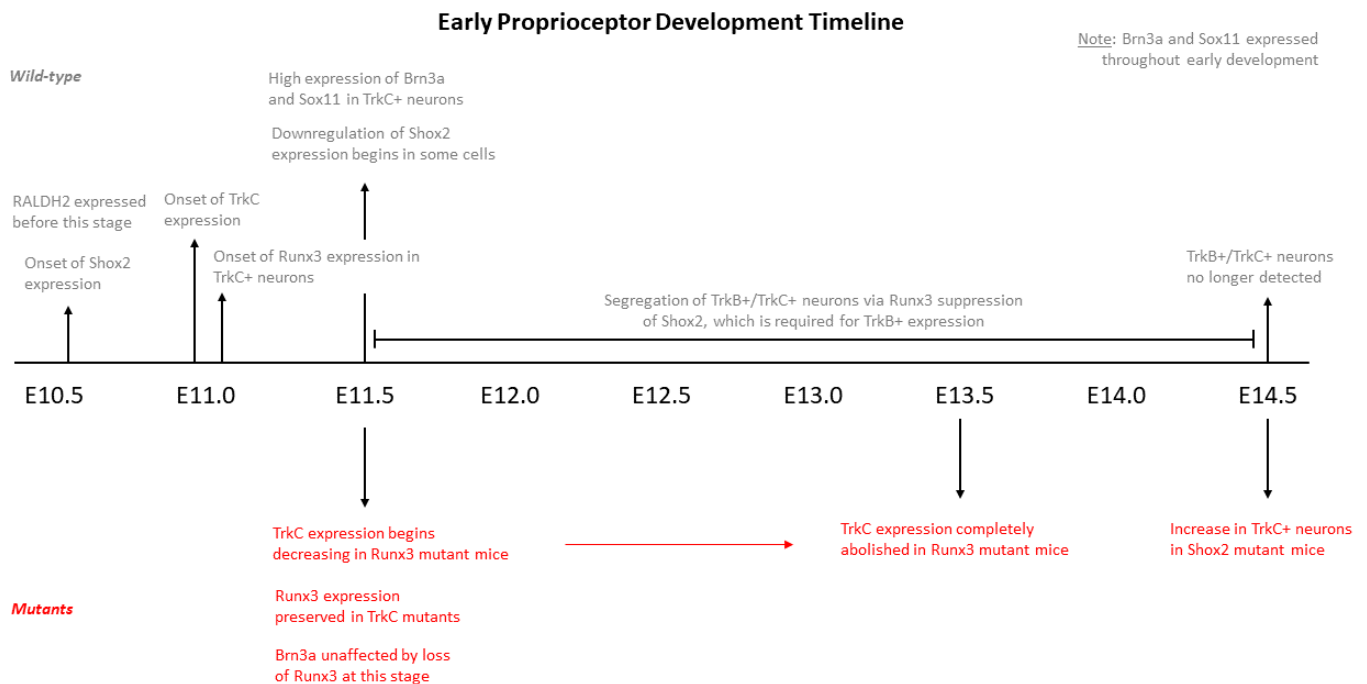 Early Proprioceptor Development Timeline
Note: Brn3a and Sox11 expressed
throughout early development
Wild-type
High expression of Brn3a
and Sox11 in TrkC+ neurons
Downregulation of Shox2
expression begins in some cells
RALDH2 expressed
before this stage
Onset of TrkC
expression
Onset of Shox2
expression
Onset of Runx3 expression in
TrkC+ neurons
Segregation of TrkB+/TrkC+ neurons via Runx3 suppression
of Shox2, which is required for TrkB+ expression
TrkB+/TrkC+ neurons
no longer detected
E10.5 E11.0 E11.5 E12.0 E12.5 E13.0 E13.5 E14.0 E14.5
TrkC expression begins
decreasing in Runx3 mutant mice
TrkC expression completely
abolished in Runx3 mutant mice
Increase in TrkC+ neurons
in Shox2 mutant mice
Mutants
Runx3 expression
preserved in TrkC mutants
Brn3a unaffected by loss
of Runx3 at this stage